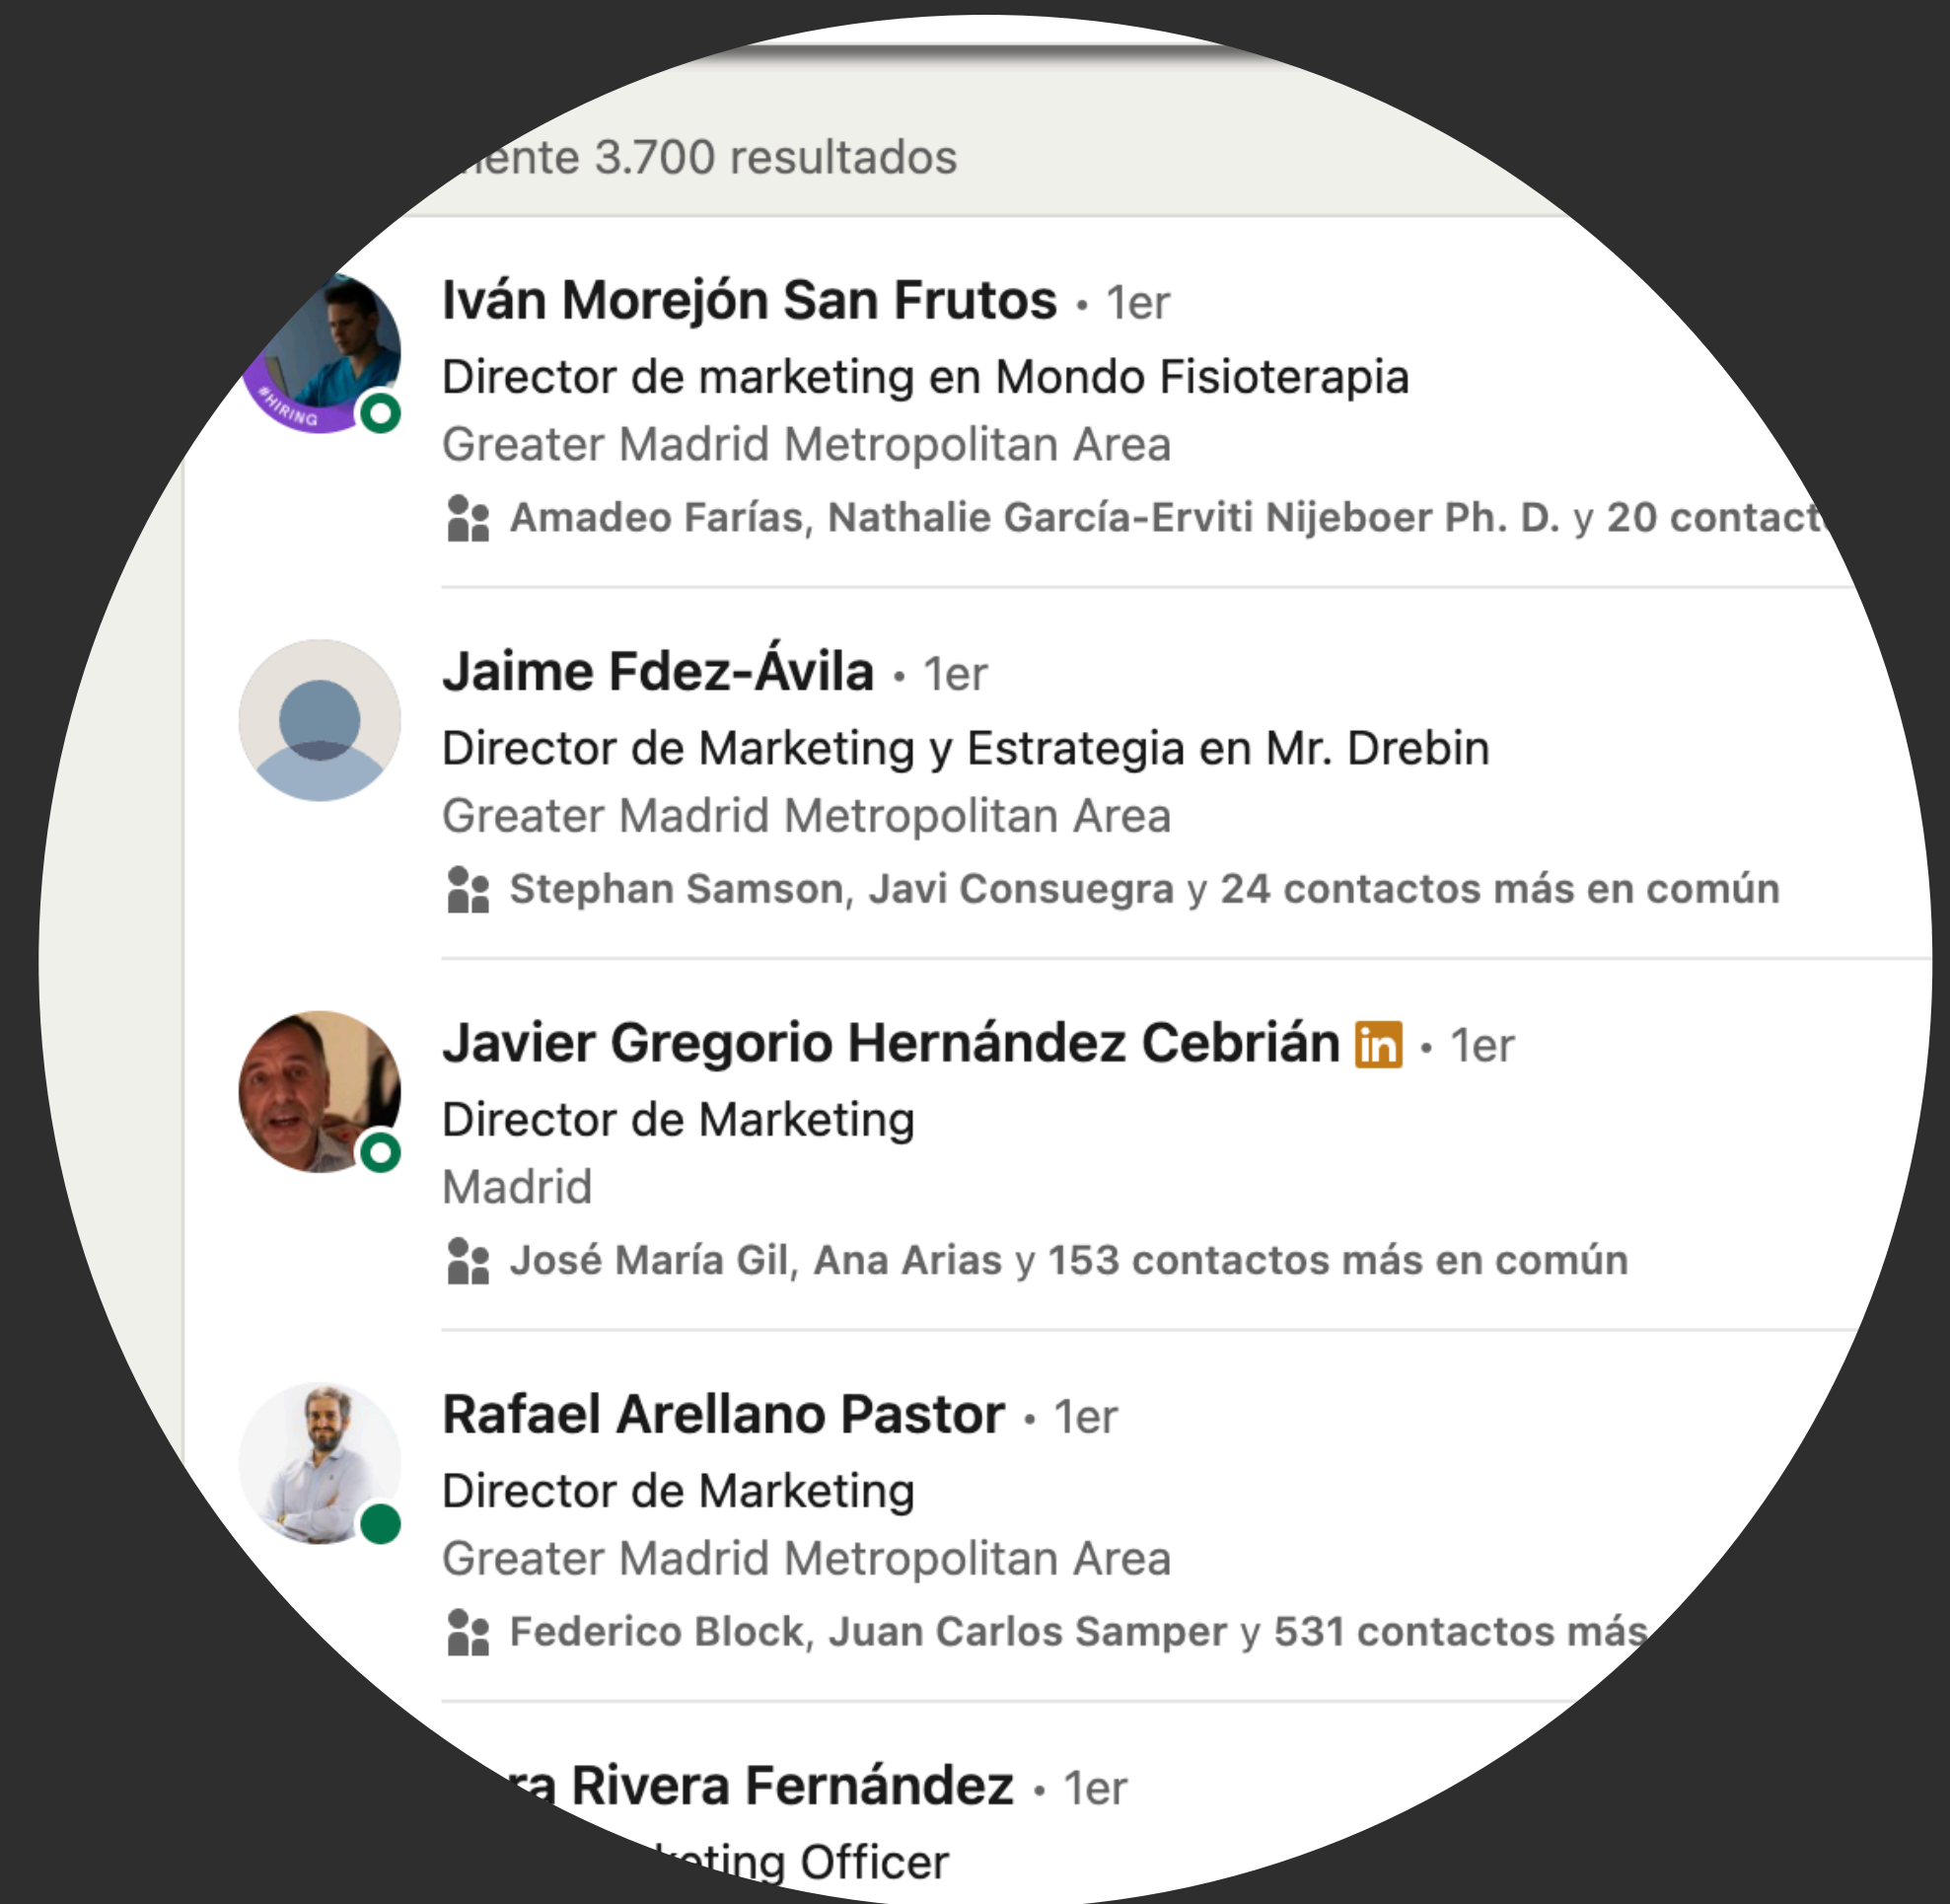 3.700 resultados
Iván Morejón San Frutos • 1er
#HIRING
Director de marketing en Mondo Fisioterapia
Greater Madrid Metropolitan Area
Amadeo Farías, Nathalie García-Erviti Nijeboer Ph. D. y 20
Jaime Fdez-Ávila • 1er
Director de Marketing y Estrategia en Mr. Drebin
Greater Madrid Metropolitan Area
Stephan Samson, Javi Consuegra y 24 contactos más en común
Javier Gregorio Hernández Cebrián in • 1er
Director de Marketing
Madrid
José María Gil, Ana Arias y 153 contactos más en común
Rafael Arellano Pastor • 1er
Director de Marketing
Greater Madrid Metropolitan Area
Federico Block, Juan Carlos Samper y 531 contactos más
Rivera Fernández • 1er
Officer